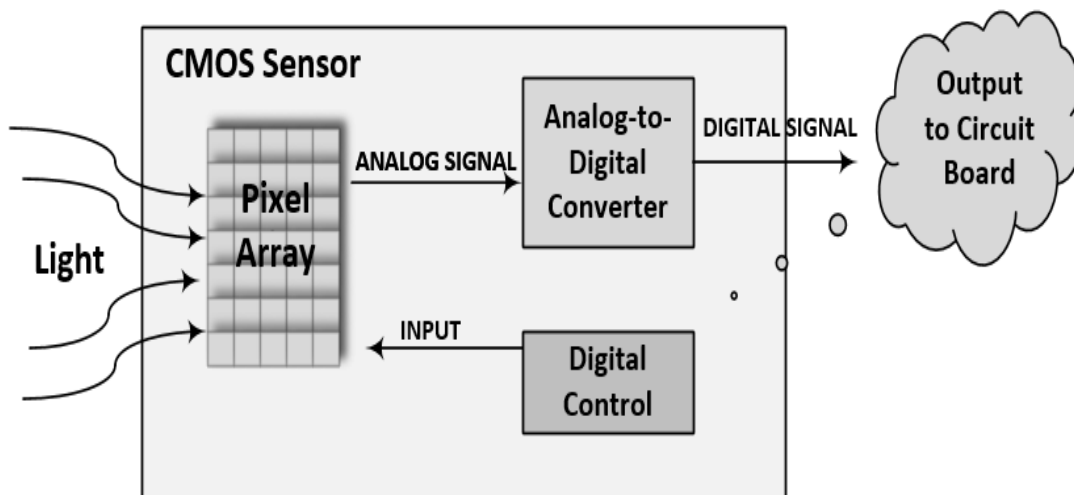 CMOS Sensor
Light
Pixel
Array
ANALOG SIGNAL
Analog-to-
Digital
Converter
DIGITAL SIGNAL
Output
to Circuit
Board
INPUT
Digital
Control